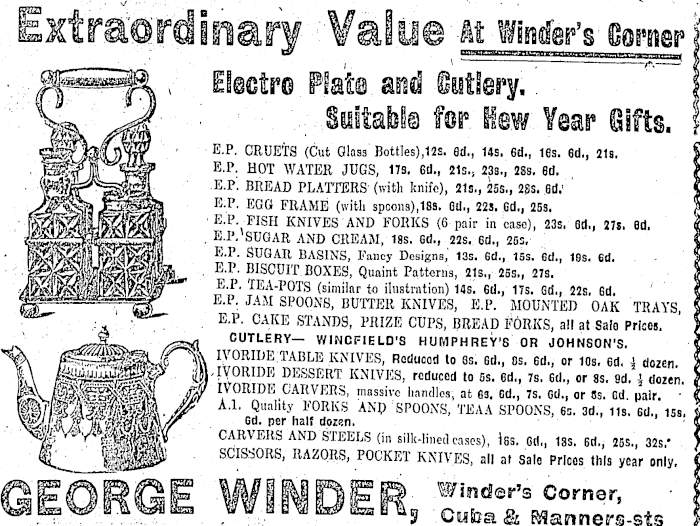 Extraordinary Value At Winder's Corner
Electro Plate and Cutlery.
Suitable for New Year Gifts.
E.P. CRUETS (Cut Glass Bottles), 12s. 6d., 14s. 6d., 16s. 6d., 21s.
E.P. HOT WATER JUGS, 17s. 6d., 21s., 23s., 28s. 6d.
E.P. BREAD PLATTERS (with knife), 21s., 25s., 28s. 6d.
E.P. EGG FRAME (with spoons), 18s. 6d., 22s. 6d., 25s.
E.P. FISH KNIVES AND FORKS (6 pair in case), 23s. 6d., 27s. 6d.
E.P. SUGAR AND CREAM, 18s. 6d., 22s. 6d., 25s.
E.P. SUGAR BASINS, Fancy Designs, 13s. 6d., 15s. 6d., 19s. 6d.
E.P. BISCUIT BOXES, Quaint Patterns, 21s., 25s., 27s.
E.P. TEA-POTS (similar to ilustration) 14s. 6d., 17s. 6d., 22s. 6d.
E.P. JAM SPOONS, BUTTER KNIVES, E.P. MOUNTED OAK TRAYS,
E.P. CAKE STANDS, PRIZE CUPS, BREAD FORKS, all at Sale Prices.
CUTLERY— WINGFIELD'S HUMPHREY'S OR JOHNSON'S.
IVORIDE TABLE KNIVES, Reduced to 6s. 6d., 8s. 6d., or 10s. 6d. ½ dozen.
IVORIDE DESSERT KNIVES, reduced to 5s. 6d., 7s. 6d., or 8s. 9d. ½ dozen.
IVORIDE CARVERS, massive handles, at 6s. 6d., 7s. 6d., or 8s. 6d. pair.
A.1. Quality FORKS AND SPOONS, TEAA SPOONS, 6s. 3d., 11s. 6d., 15s.
6d. per half dozen.
CARVERS AND STEELS (in silk-lined cases), 16s. 6d., 18s. 6d., 25s., 32s.
SCISSORS, RAZORS, POCKET KNIVES, all at Sale Prices this year only.
GEORGE WINDER, Winder's Corner,
Cuba & Manners-sts